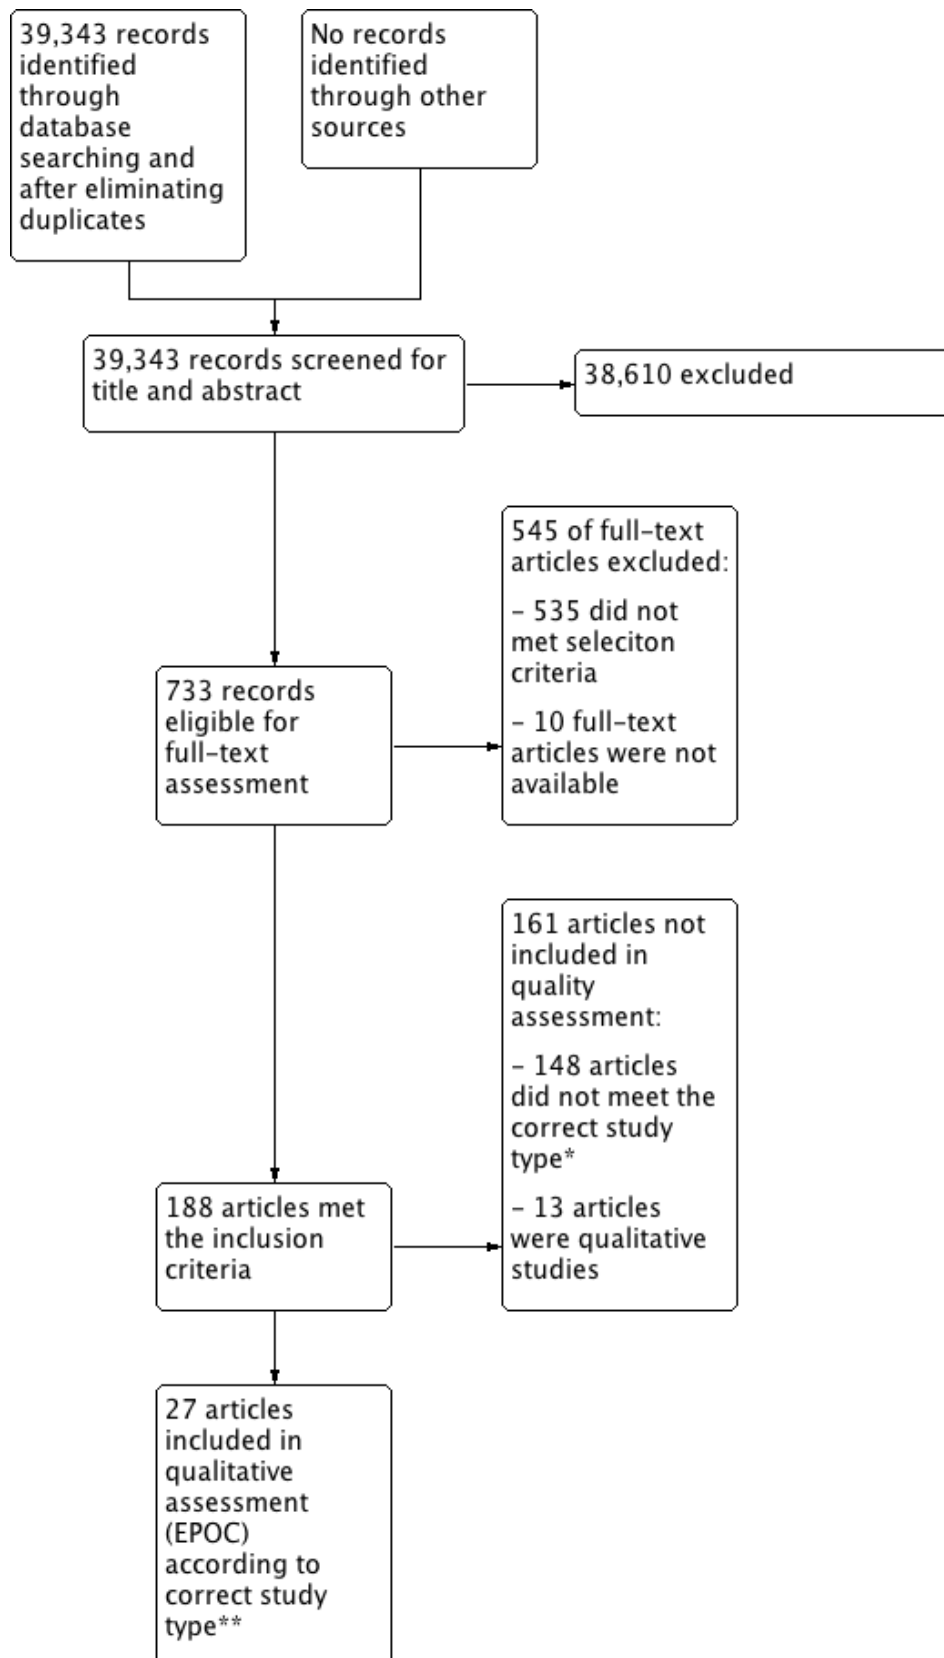 39,343 records
identified
through
database
searching and
after eliminating
duplicates
No records
identified
through other
sources
39,343 records screened for
title and abstract
38,610 excluded
545 of full-text
articles excluded:
- 535 did not
met seleciton
criteria
- 10 full-text
articles were not
available
733 records
eligible for
full-text
assessment
161 articles not
included in
quality
assessment:
- 148 articles
did not meet the
correct study
type*
- 13 articles
were qualitative
studies
188 articles met
the inclusion
criteria
27 articles
included in
qualitative
assessment
(EPOC)
according to
correct study
type**